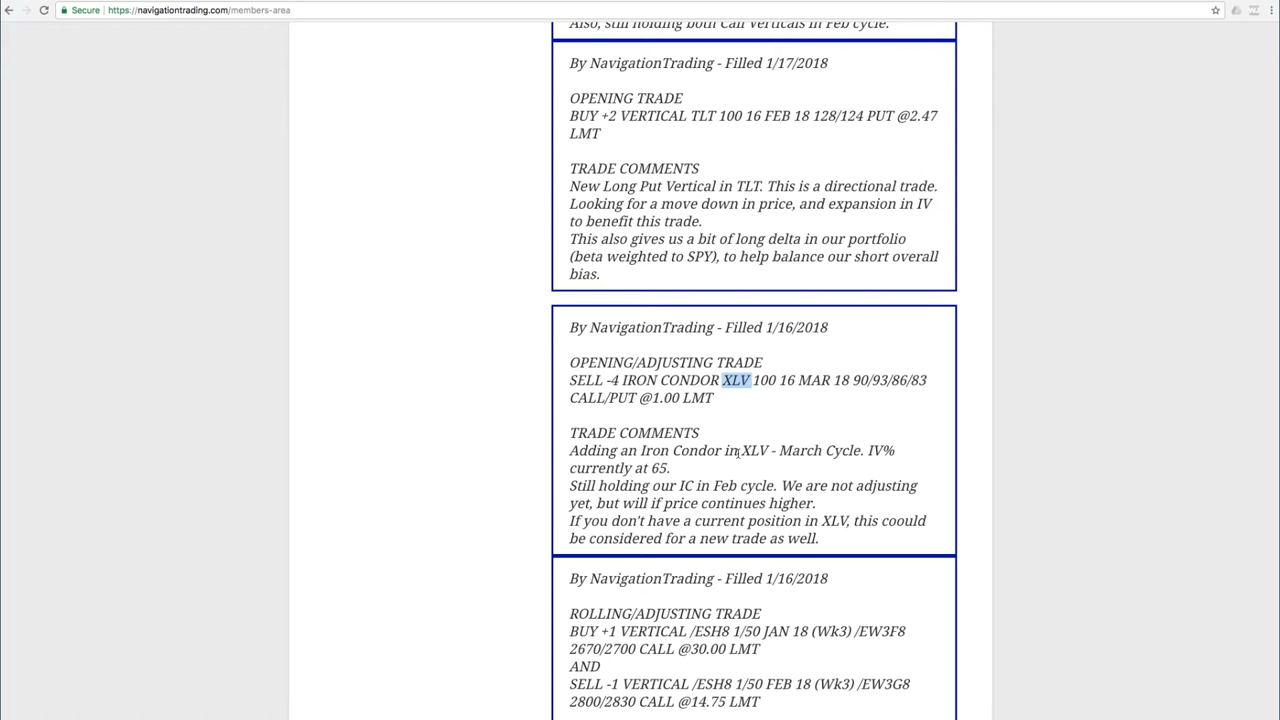 Secure
https://navigationtrading.com/members-area
Also, still holding both Call Verticals in Feb cycle.
By NavigationTrading - Filled 1/17/2018
OPENING TRADE
BUY +2 VERTICAL TLT 100 16 FEB 18 128/124 PUT @2.47
LMT
TRADE COMMENTS
New Long Put Vertical in TLT. This is a directional trade.
Looking for a move down in price, and expansion in IV
to benefit this trade.
This also gives us a bit of long delta in our portfolio
(beta weighted to SPY), to help balance our short overall
bias.
By NavigationTrading - Filled 1/16/2018
OPENING/ADJUSTING TRADE
SELL -4 IRON CONDOR XLV 100 16 MAR 18 90/93/86/83
CALL/PUT @1.00 LMT
TRADE COMMENTS
Adding an Iron Condor in XLV - March Cycle. IV%
currently at 65.
Still holding our IC in Feb cycle. We are not adjusting
yet, but will if price continues higher.
If you don't have a current position in XLV, this coould
be considered for a new trade as well.
By NavigationTrading - Filled 1/16/2018
ROLLING/ADJUSTING TRADE
BUY +1 VERTICAL /ESH8 1/50 JAN 18 (Wk3) /EW3F8
2670/2700 CALL @30.00 LMT
AND
SELL -1 VERTICAL /ESH8 1/50 FEB 18 (Wk3) /EW3G8
2800/2830 CALL @14.75 LMT